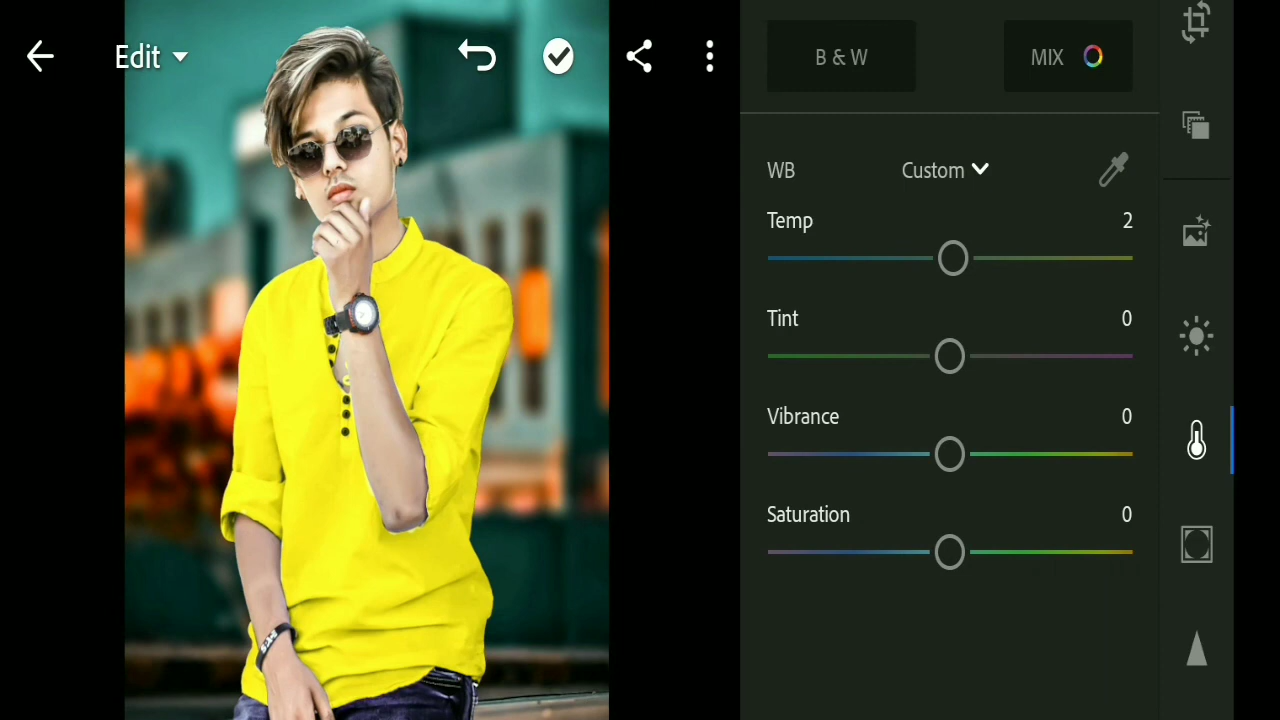 Edit
B & W
MIX
WB
Custom
Temp
2
Tint
0
Vibrance
0
Saturation
0